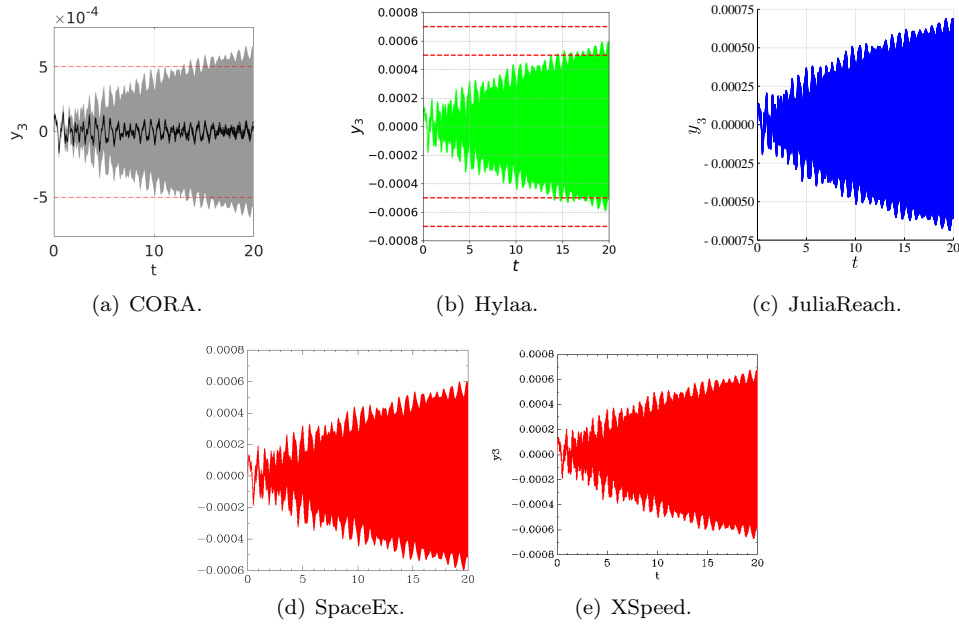 ×10-4
5
0
-5
y3
0 10 20
t
(a) CORA.
0.0008
0.0006
0.0004
0.0002
0.0000
−0.0002
−0.0004
−0.0006
−0.0008
y3
0 5 10 15 20
t
(b) Hylaa.
0.00075
0.00050
0.00025
0.00000
-0.00025
-0.00050
-0.00075
y3
0 5 10 15 20
t
(c) JuliaReach.
0.0008
0.0006
0.0004
0.0002
0.0000
−0.0002
−0.0004
−0.0006
0 5 10 15 20
(d) SpaceEx.
0.0008
0.0006
0.0004
0.0002
0.0000
−0.0002
−0.0004
−0.0006
−0.0008
y3
0 5 10 15 20
t
(e) XSpeed.